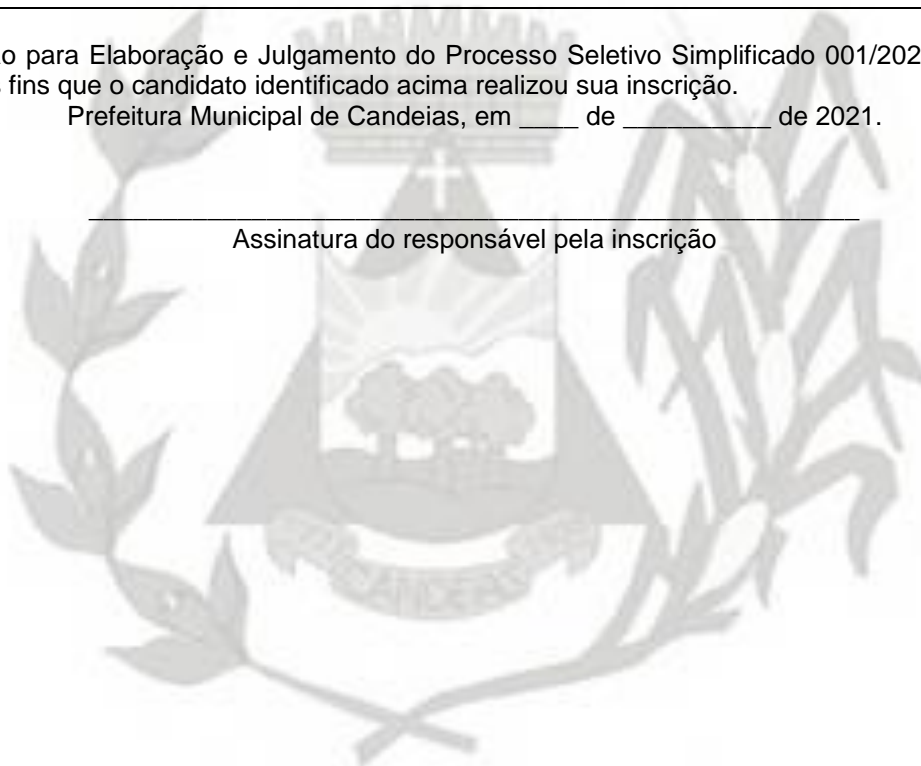 o para Elaboração e Julgamento do Processo Seletivo Simplificado 001/202
fins que o candidato identificado acima realizou sua inscrição.
Prefeitura Municipal de Candeias, em ____ de __________ de 2021.
Assinatura do responsável pela inscrição
CANDEIAS